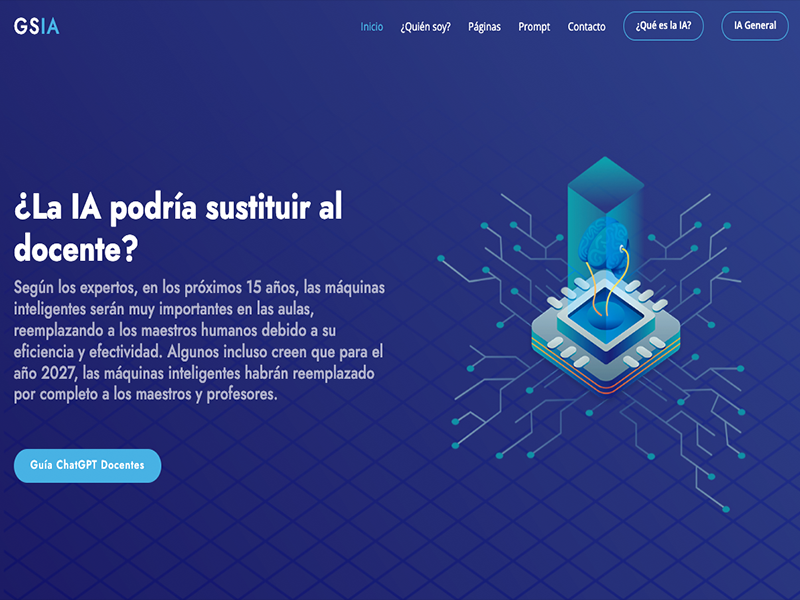 GSIA
Inicio
¿Quién soy?
Páginas
Prompt
Contacto
¿Qué es la IA?
IA General
¿La IA podría sustituir al
docente?
Según los expertos, en los próximos 15 años, las máquinas
inteligentes serán muy importantes en las aulas,
reemplazando a los maestros humanos debido a su
eficiencia y efectividad. Algunos incluso creen que para el
año 2027, las máquinas inteligentes habrán reemplazado
por completo a los maestros y profesores.
Guía ChatGPT Docentes